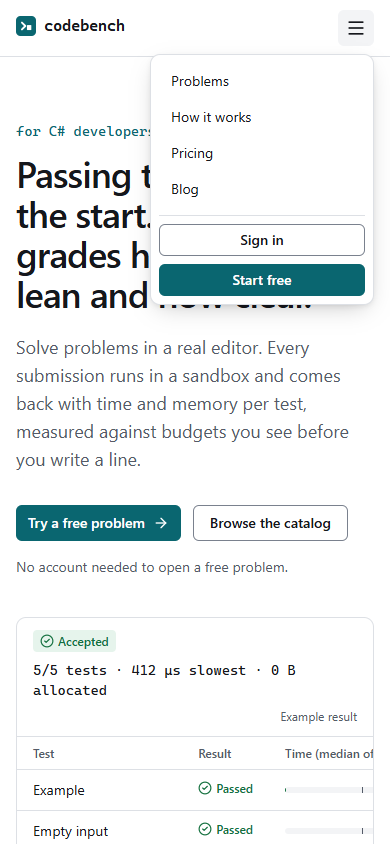 codebench
Problems
How it works
Pricing
Blog
Sign in
Start free
for C# developers
Passing
the start.
grades
lean and how clear.
Solve problems in a real editor. Every
submission runs in a sandbox and comes
back with time and memory per test,
measured against budgets you see before
you write a line.
Try a free problem
Browse the catalog
No account needed to open a free problem.
Accepted
5/5 tests · 412 µs slowest · 0 B
allocated
Example result
Test Result Time (median of
Example Passed
Empty input Passed